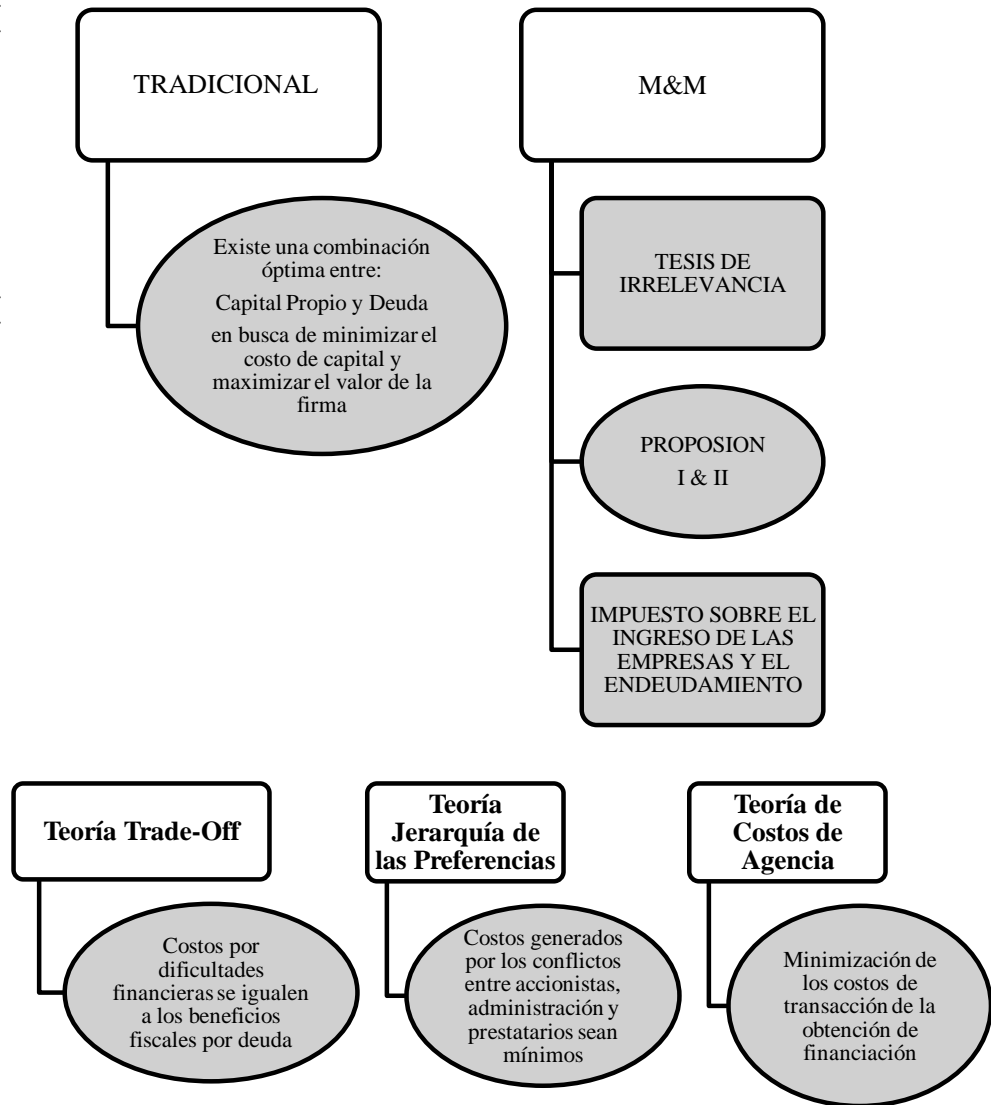 TRADICIONAL
Existe una combinación
óptima entre:
Capital Propio y Deuda
en busca de minimizar el
costo de capital y
maximizar el valor de la
firma
M&M
TESIS DE
IRRELEVANCIA
PROPOSION
I & II
IMPUESTO SOBRE EL
INGRESO DE LAS
EMPRESAS Y EL
ENDEUDAMIENTO
Teoría Trade-Off
Costos por
dificultades
financieras se igualen
a los beneficios
fiscales por deuda
Teoría
Jerarquía de
las Preferencias
Costos generados
por los conflictos
entre accionistas,
administración y
prestatarios sean
mínimos
Teoría de
Costos de
Agencia
Minimización de
los costos de
transacción de la
obtención de
financiación